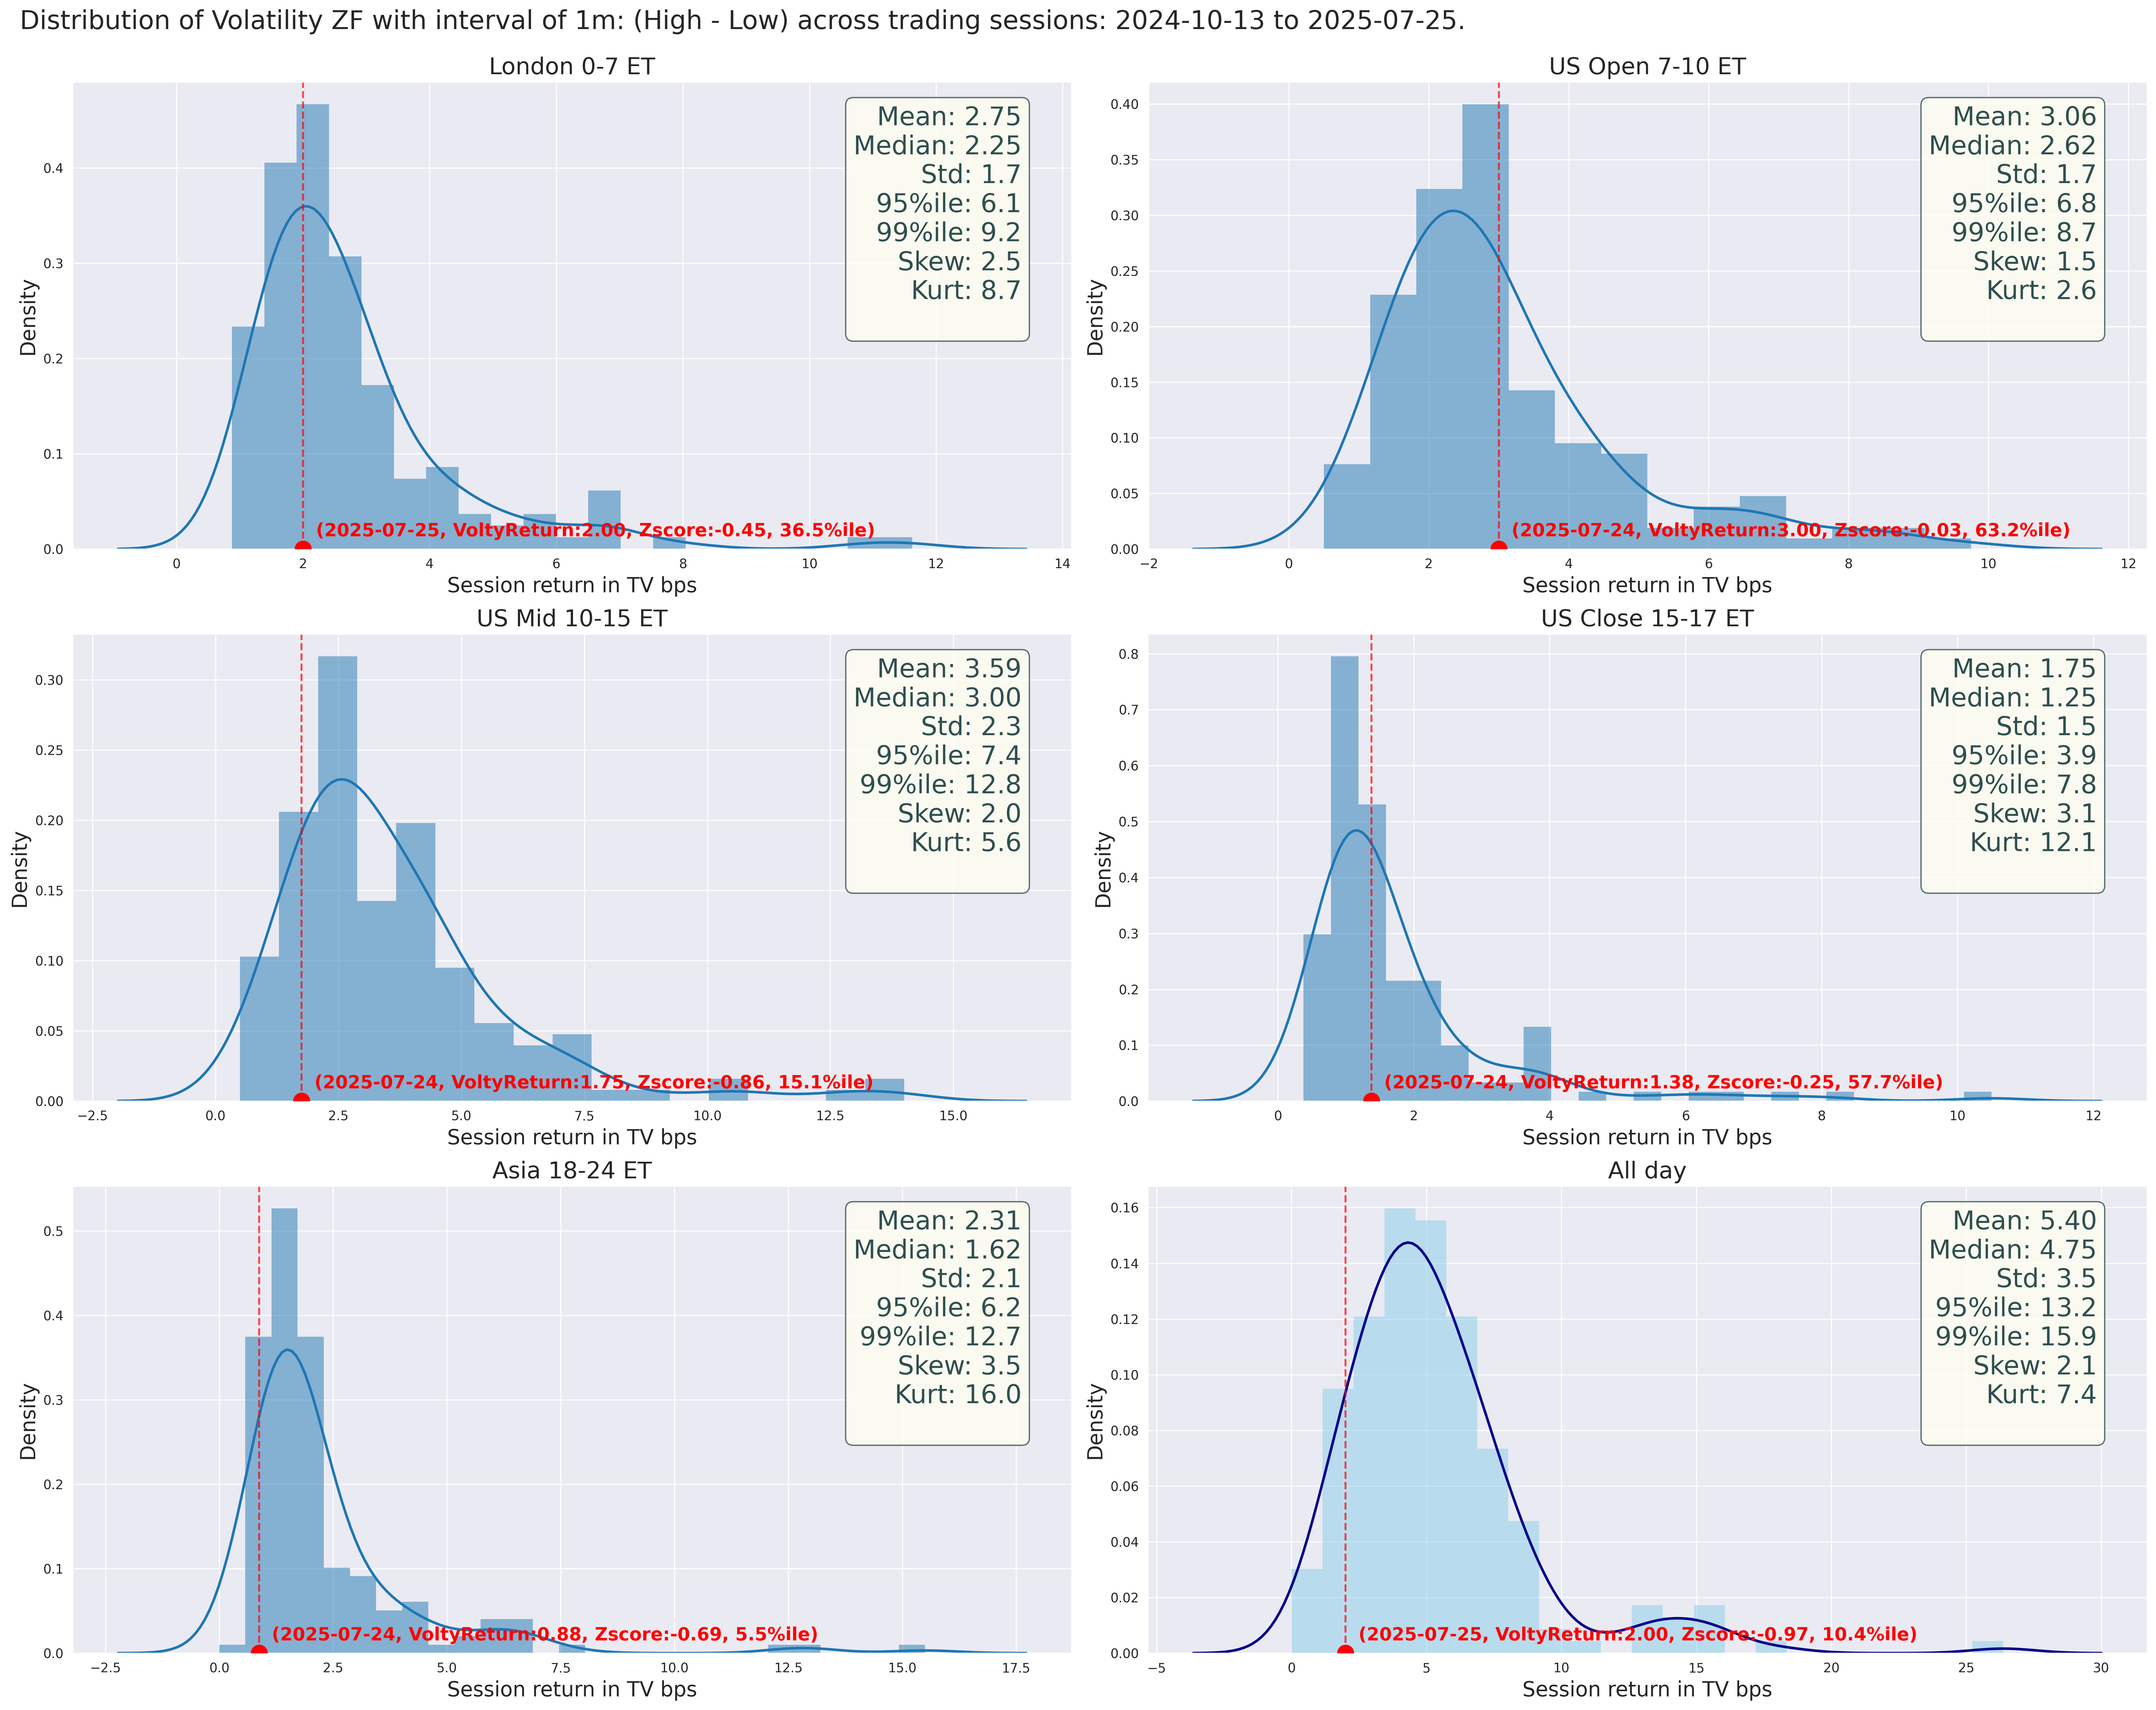 Distribution of Volatility ZF with interval of 1m: (High - Low) across trading sessions: 2024-10-13 to 2025-07-25.
London 0-7 ET
Density
0.4
0.3
0.2
0.1
0.0
Mean: 2.75
Median: 2.25
Std: 1.7
95%ile: 6.1
99%ile: 9.2
Skew: 2.5
Kurt: 8.7
(2025-07-25, VoltyReturn:2.00, Zscore:-0.45, 36.5%ile)
0 2 4 6 8 10 12 14
Session return in TV bps
US Open 7-10 ET
Density
0.40
0.35
0.30
0.25
0.20
0.15
0.10
0.05
0.00
Mean: 3.06
Median: 2.62
Std: 1.7
95%ile: 6.8
99%ile: 8.7
Skew: 1.5
Kurt: 2.6
(2025-07-24, VoltyReturn:3.00, Zscore:-0.03, 63.2%ile)
−2 0 2 4 6 8 10 12
Session return in TV bps
US Mid 10-15 ET
Density
0.30
0.25
0.20
0.15
0.10
0.05
0.00
Mean: 3.59
Median: 3.00
Std: 2.3
95%ile: 7.4
99%ile: 12.8
Skew: 2.0
Kurt: 5.6
(2025-07-24, VoltyReturn:1.75, Zscore:-0.86, 15.1%ile)
−2.5 0.0 2.5 5.0 7.5 10.0 12.5 15.0
Session return in TV bps
US Close 15-17 ET
Density
0.8
0.7
0.6
0.5
0.4
0.3
0.2
0.1
0.0
Mean: 1.75
Median: 1.25
Std: 1.5
95%ile: 3.9
99%ile: 7.8
Skew: 3.1
Kurt: 12.1
(2025-07-24, VoltyReturn:1.38, Zscore:-0.25, 57.7%ile)
0 2 4 6 8 10 12
Session return in TV bps
Asia 18-24 ET
Density
0.5
0.4
0.3
0.2
0.1
0.0
Mean: 2.31
Median: 1.62
Std: 2.1
95%ile: 6.2
99%ile: 12.7
Skew: 3.5
Kurt: 16.0
(2025-07-24, VoltyReturn:0.88, Zscore:-0.69, 5.5%ile)
−2.5 0.0 2.5 5.0 7.5 10.0 12.5 15.0 17.5
Session return in TV bps
All day
Density
0.16
0.14
0.12
0.10
0.08
0.06
0.04
0.02
0.00
Mean: 5.40
Median: 4.75
Std: 3.5
95%ile: 13.2
99%ile: 15.9
Skew: 2.1
Kurt: 7.4
(2025-07-25, VoltyReturn:2.00, Zscore:-0.97, 10.4%ile)
−5 0 5 10 15 20 25 30
Session return in TV bps